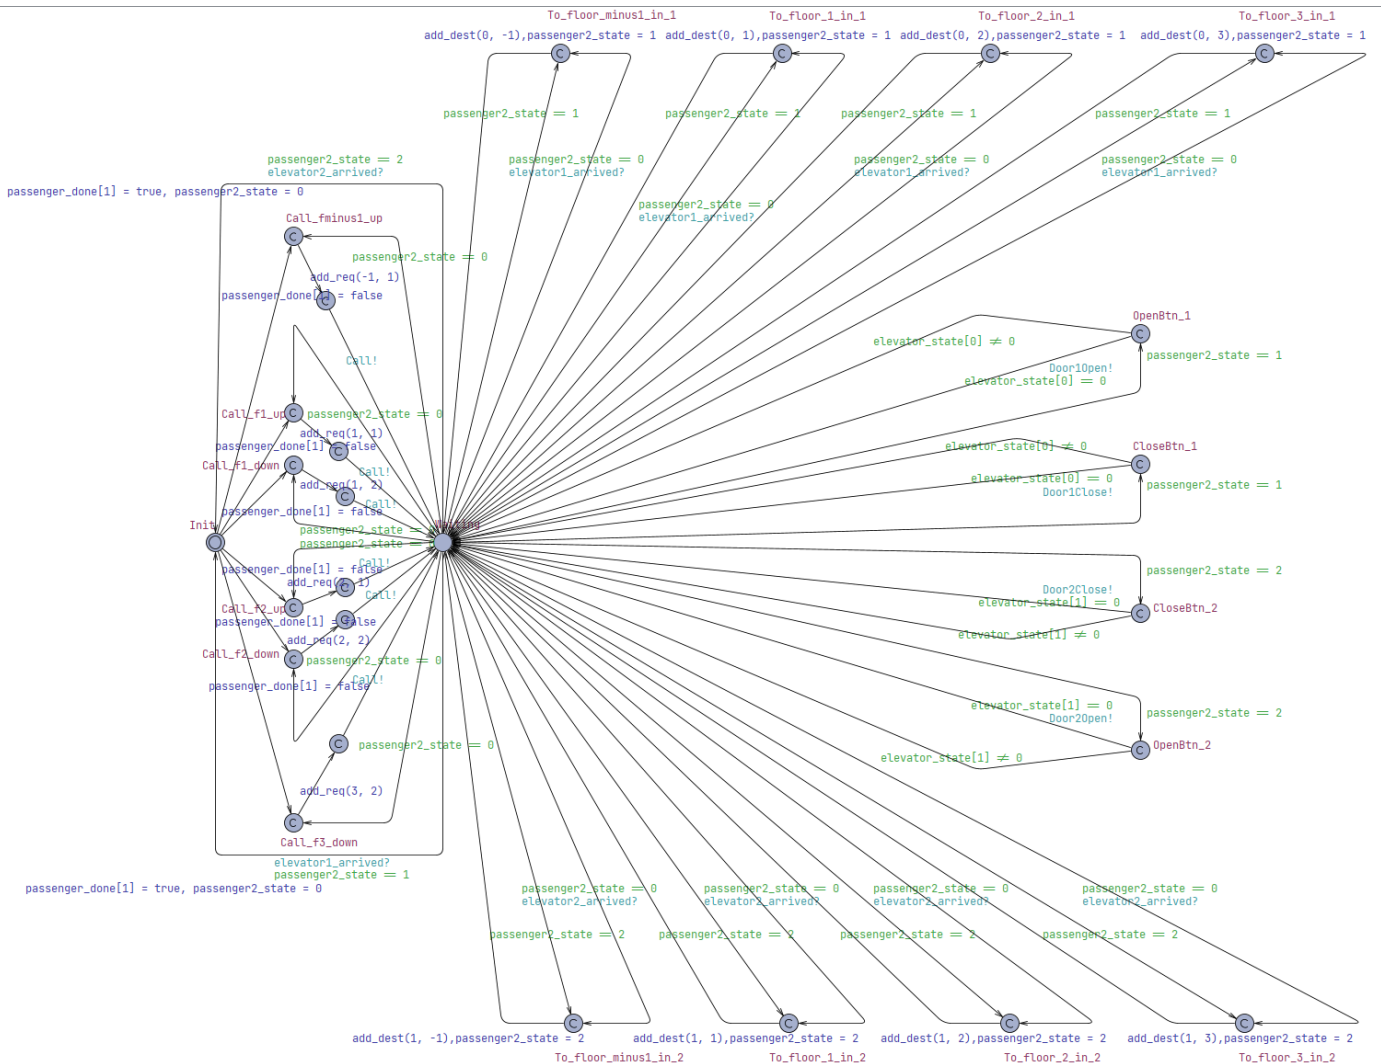 To_floor_minus1_in_1
To_floor_1_in_1
To_floor_2_in_1
To_floor_3_in_1
add_dest(0, -1),passenger2_state = 1
add_dest(0, 1),passenger2_state = 1
add_dest(0, 2),passenger2_state = 1
add_dest(0, 3),passenger2_state = 1
C
C
C
C
passenger2_state == 1
passenger2_state == 1
passenger2_state == 1
passenger2_state == 1
passenger2_state == 2
elevator2_arrived?
passenger_done[1] = true, passenger2_state = 0
passenger2_state == 0
elevator1_arrived?
passenger2_state == 0
elevator1_arrived?
passenger2_state == 0
elevator1_arrived?
passenger2_state == 0
elevator1_arrived?
Call_fminus1_up
C
passenger2_state == 0
add_req(-1, 1)
passenger_done[1] = false
C
Call!
OpenBtn_1
C
elevator_state[0] ≠ 0
passenger2_state == 1
Door1Open!
elevator_state[0] == 0
Call_f1_up
C
passenger2_state == 0
add_req(1, 1)
passenger_done[1] = false
C
Call_f1_down
C
Call!
add_req(1, 2)
C
Call!
passenger_done[1] = false
CloseBtn_1
C
elevator_state[0] ≠ 0
elevator_state[0] == 0
Door1Close!
passenger2_state == 1
Init
Waiting
passenger2_state ==
passenger2_state ==
Call!
passenger_done[1] = false
add_req(2, 1)
C
Call!
Call_f2_up
C
passenger_done[1] = false
C
add_req(2, 2)
Call_f2_down
C
passenger2_state == 0
Call!
passenger_done[1] = false
passenger2_state == 2
Door2Close!
elevator_state[1] == 0
C
CloseBtn_2
elevator_state[1] ≠ 0
elevator_state[1] == 0
Door2Open!
passenger2_state == 2
C
OpenBtn_2
elevator_state[1] ≠ 0
C
passenger2_state == 0
add_req(3, 2)
C
Call_f3_down
elevator1_arrived?
passenger2_state == 1
passenger_done[1] = true, passenger2_state = 0
passenger2_state == 0
elevator2_arrived?
passenger2_state == 0
elevator2_arrived?
passenger2_state == 0
elevator2_arrived?
passenger2_state == 0
elevator2_arrived?
passenger2_state == 2
passenger2_state == 2
passenger2_state == 2
passenger2_state == 2
C
C
C
C
add_dest(1, -1),passenger2_state = 2
add_dest(1, 1),passenger2_state = 2
add_dest(1, 2),passenger2_state = 2
add_dest(1, 3),passenger2_state = 2
To_floor_minus1_in_2
To_floor_1_in_2
To_floor_2_in_2
To_floor_3_in_2